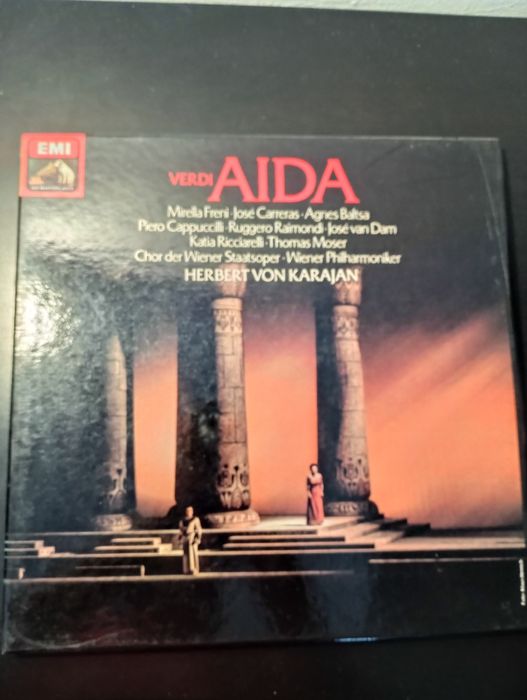 EMI
VERDI AIDA
Mirella Freni · José Carreras · Agnes Baltsa
Piero Cappuccilli · Ruggero Raimondi · José van Dam
Katia Ricciarelli · Thomas Moser
Chor der Wiener Staatsoper · Wiener Philharmoniker
HERBERT VON KARAJAN